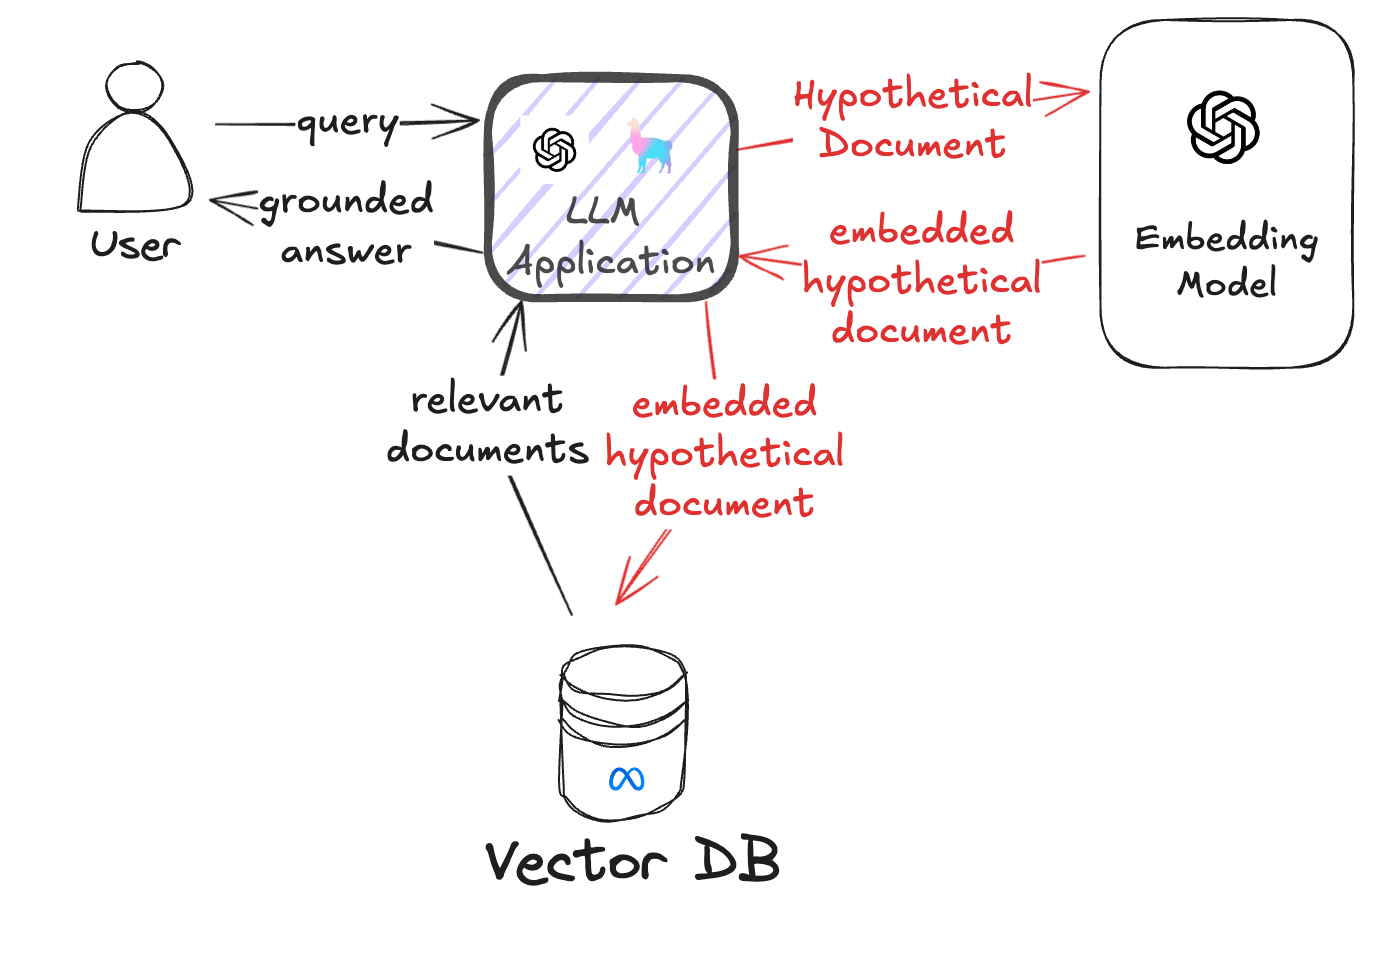 query
grounded
answer
User
LLM
Application
Hypothetical
Document
embedded
hypothetical
document
Embedding
Model
relevant
documents
embedded
hypothetical
document
Vector DB